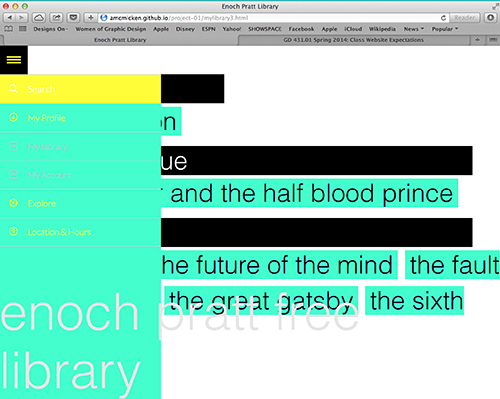 Enoch Pratt Library
amcmicken.github.io/project-01/mylibrary3.html
Reader
Designs On Women of Graphic Design Apple Disney ESPN Yahoo! SHOWSPACE Facebook Apple iCloud Wikipedia News Popular
Enoch Pratt Library
GD 431.01 Spring 2014: Class Website Expectations
Search
My Profile
on
My Library
ue
My Account
r and the half blood prince
Explore
Location & Hours
he future of the mind the fault
the great gatsby the sixth
enoch pratt free
library